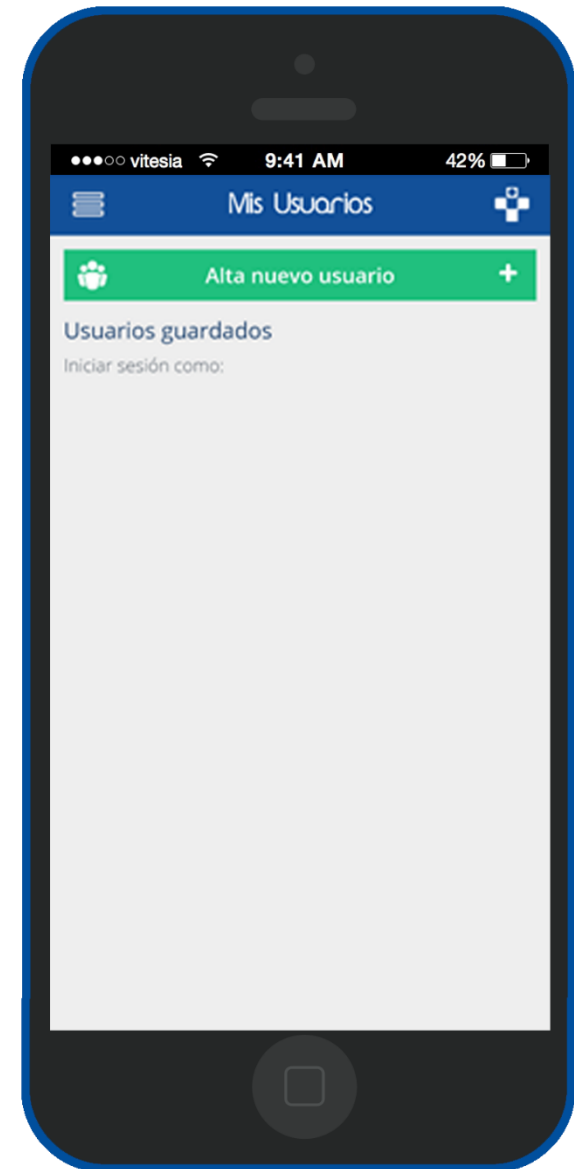 vitesia 9:41 AM 42%
Mis Usuarios
Alta nuevo usuario +
Usuarios guardados
Iniciar sesión como: